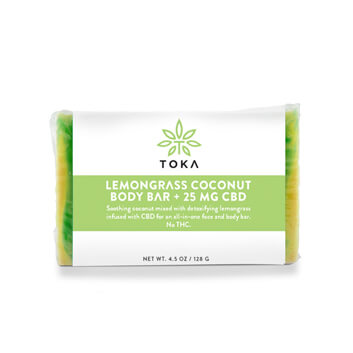 TOKA
LEMONGRASS COCONUT
BODY BAR + 25 MG CBD
Soothing coconut mixed with detoxifying lemongrass
infused with CBD for an all-in-one face and body bar.
No THC.
NET WT. 4.5 OZ / 128 G